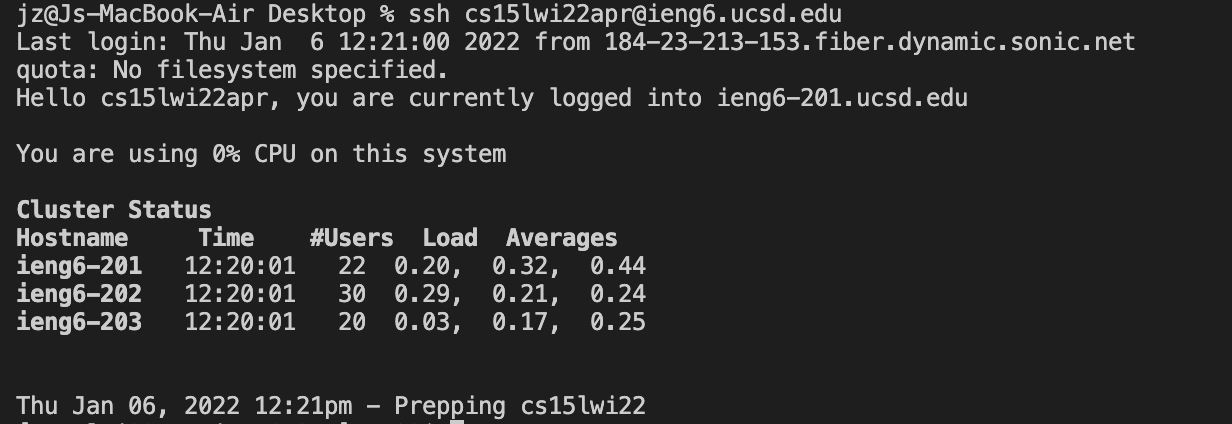 jz@Js-MacBook-Air Desktop % ssh cs15lwi22apr@ieng6.ucsd.edu
Last login: Thu Jan  6 12:21:00 2022 from 184-23-213-153.fiber.dynamic.sonic.net
quota: No filesystem specified.
Hello cs15lwi22apr, you are currently logged into ieng6-201.ucsd.edu
You are using 0% CPU on this system
Cluster Status
Hostname     Time    #Users  Load  Averages
ieng6-201   12:20:01   22  0.20,  0.32,  0.44
ieng6-202   12:20:01   30  0.29,  0.21,  0.24
ieng6-203   12:20:01   20  0.03,  0.17,  0.25
Thu Jan 06, 2022 12:21pm - Prepping cs15lwi22